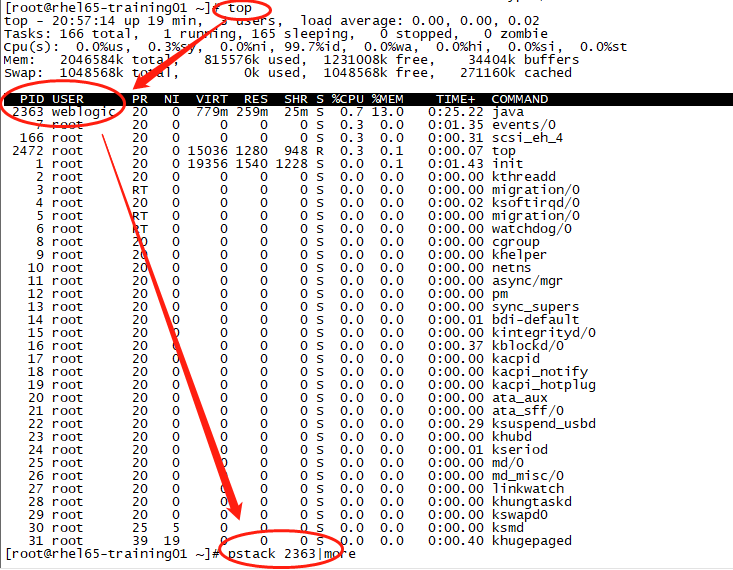 [root@rhel65-training01 ~]# top
top - 20:57:14 up 19 min, 3 users, load average: 0.00, 0.00, 0.02
Tasks: 166 total, 1 running, 165 sleeping, 0 stopped, 0 zombie
Cpu(s): 0.0%us, 0.3%sy, 0.0%ni, 99.7%id, 0.0%wa, 0.0%hi, 0.0%si, 0.0%st
Mem: 2046584k total, 815576k used, 1231008k free, 34404k buffers
Swap: 1048568k total, 0k used, 1048568k free, 271160k cached
PID USER PR NI VIRT RES SHR S %CPU %MEM TIME+ COMMAND
2363 weblogic 20 0 779m 259m 25m S 0.7 13.0 0:25.22 java
7 root 20 0 0 0 0 S 0.3 0.0 0:01.35 events/0
166 root 20 0 0 0 0 S 0.3 0.0 0:00.31 scsi_eh_4
2472 root 20 0 15036 1280 948 R 0.3 0.1 0:00.07 top
1 root 20 0 19356 1540 1228 S 0.0 0.1 0:01.43 init
2 root 20 0 0 0 0 S 0.0 0.0 0:00.00 kthreadd
3 root RT 0 0 0 0 S 0.0 0.0 0:00.00 migration/0
4 root 20 0 0 0 0 S 0.0 0.0 0:00.02 ksoftirqd/0
5 root RT 0 0 0 0 S 0.0 0.0 0:00.00 migration/0
6 root RT 0 0 0 0 S 0.0 0.0 0:00.00 watchdog/0
8 root 20 0 0 0 0 S 0.0 0.0 0:00.00 cgroup
9 root 20 0 0 0 0 S 0.0 0.0 0:00.00 khelper
10 root 20 0 0 0 0 S 0.0 0.0 0:00.00 netns
11 root 20 0 0 0 0 S 0.0 0.0 0:00.00 async/mgr
12 root 20 0 0 0 0 S 0.0 0.0 0:00.00 pm
13 root 20 0 0 0 0 S 0.0 0.0 0:00.00 sync_supers
14 root 20 0 0 0 0 S 0.0 0.0 0:00.01 bdi-default
15 root 20 0 0 0 0 S 0.0 0.0 0:00.00 kintegrityd/0
16 root 20 0 0 0 0 S 0.0 0.0 0:00.37 kblockd/0
17 root 20 0 0 0 0 S 0.0 0.0 0:00.00 kacpid
18 root 20 0 0 0 0 S 0.0 0.0 0:00.00 kacpi_notify
19 root 20 0 0 0 0 S 0.0 0.0 0:00.00 kacpi_hotplug
20 root 20 0 0 0 0 S 0.0 0.0 0:00.00 ata_aux
21 root 20 0 0 0 0 S 0.0 0.0 0:00.00 ata_sff/0
22 root 20 0 0 0 0 S 0.0 0.0 0:00.29 ksuspend_usbd
23 root 20 0 0 0 0 S 0.0 0.0 0:00.00 khubd
24 root 20 0 0 0 0 S 0.0 0.0 0:00.01 kseriod
25 root 20 0 0 0 0 S 0.0 0.0 0:00.00 md/0
26 root 20 0 0 0 0 S 0.0 0.0 0:00.00 md_misc/0
27 root 20 0 0 0 0 S 0.0 0.0 0:00.00 linkwatch
28 root 20 0 0 0 0 S 0.0 0.0 0:00.00 khungtaskd
29 root 20 0 0 0 0 S 0.0 0.0 0:00.00 kswapd0
30 root 25 5 0 0 0 S 0.0 0.0 0:00.00 ksmd
31 root 39 19 0 0 0 S 0.0 0.0 0:00.40 khugepaged
[root@rhel65-training01 ~]# pstack 2363|more